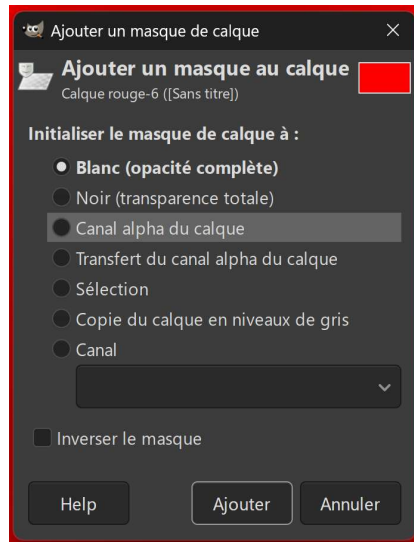 Ajouter un masque de calque
Ajouter un masque au calque
Calque rouge-6 ([Sans titre])
Initialiser le masque de calque à :
Blanc (opacité complète)
Noir (transparence totale)
Canal alpha du calque
Transfert du canal alpha du calque
Sélection
Copie du calque en niveaux de gris
Canal
Inverser le masque
Help Ajouter Annuler